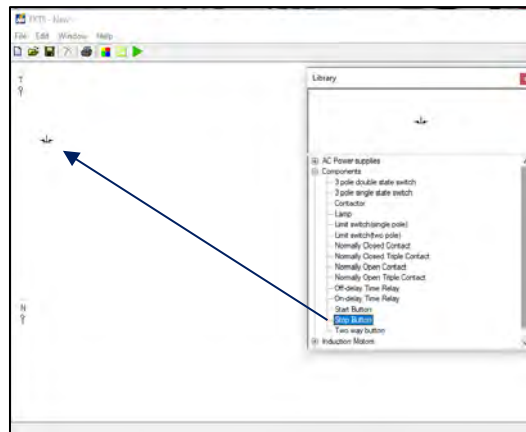 EKTS - New
File Edit Window Help
Library
T
AC Power supplies
Components
3 pole double state switch
3 pole single state switch
Contactor
Lamp
Limit switch(single pole)
Limit switch(two pole)
Normally Closed Contact
Normally Closed Triple Contact
Normally Open Contact
Normally Open Triple Contact
Off-delay Time Relay
On-delay Time Relay
Start Button
Stop Button
Two way button
Induction Motors
N